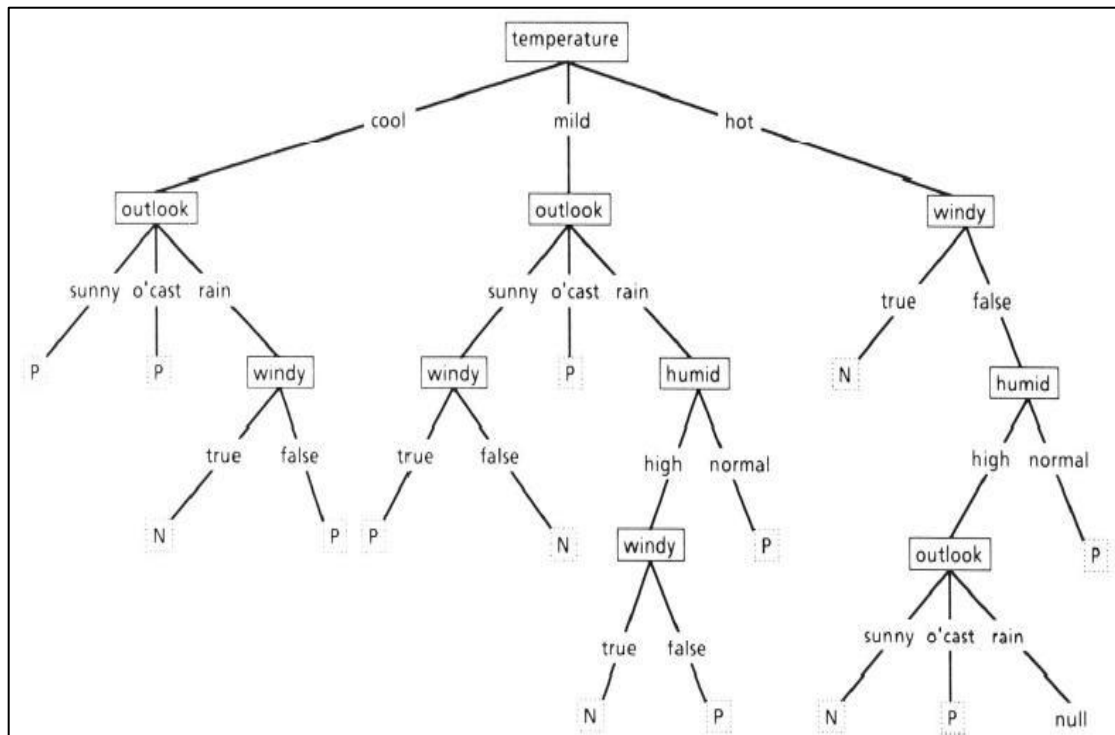 temperature
cool mild hot
outlook outlook windy
sunny o'cast rain sunny o'cast rain true false
P P windy windy P humid N humid
true false true false high normal high normal
N P P N windy P outlook P
true false sunny o'cast rain
N P N P null